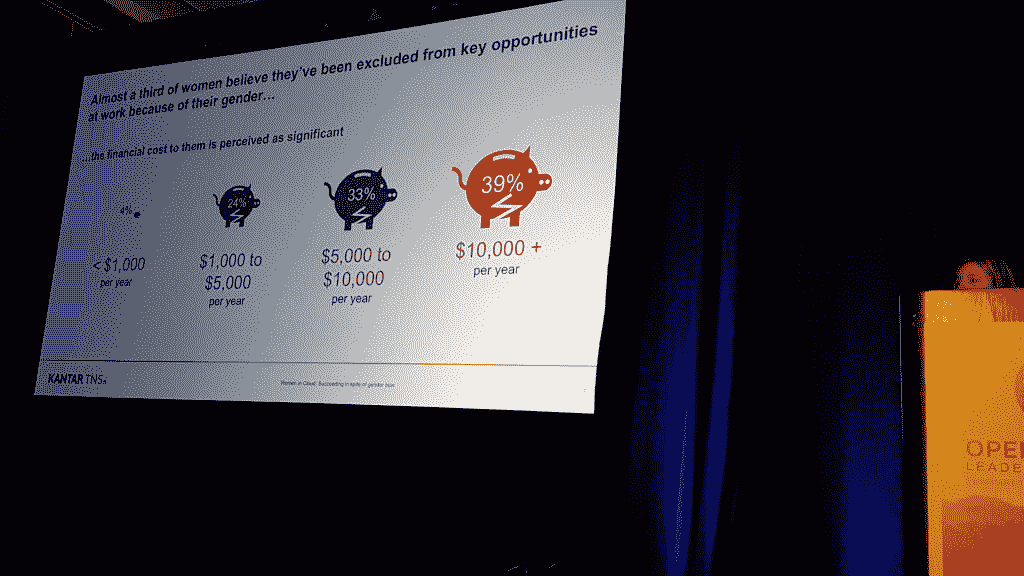 Almost a third of women believe they've been excluded from key opportunities
at work because of their gender…
…the financial cost to them is perceived as significant
4%
24%
33%
39%
< $1,000
per year
$1,000 to
$5,000
per year
$5,000 to
$10,000
per year
$10,000 +
per year
KANTAR TNS.
Women in Cloud: Succeeding in spite of gender bias
OPE
LEADE